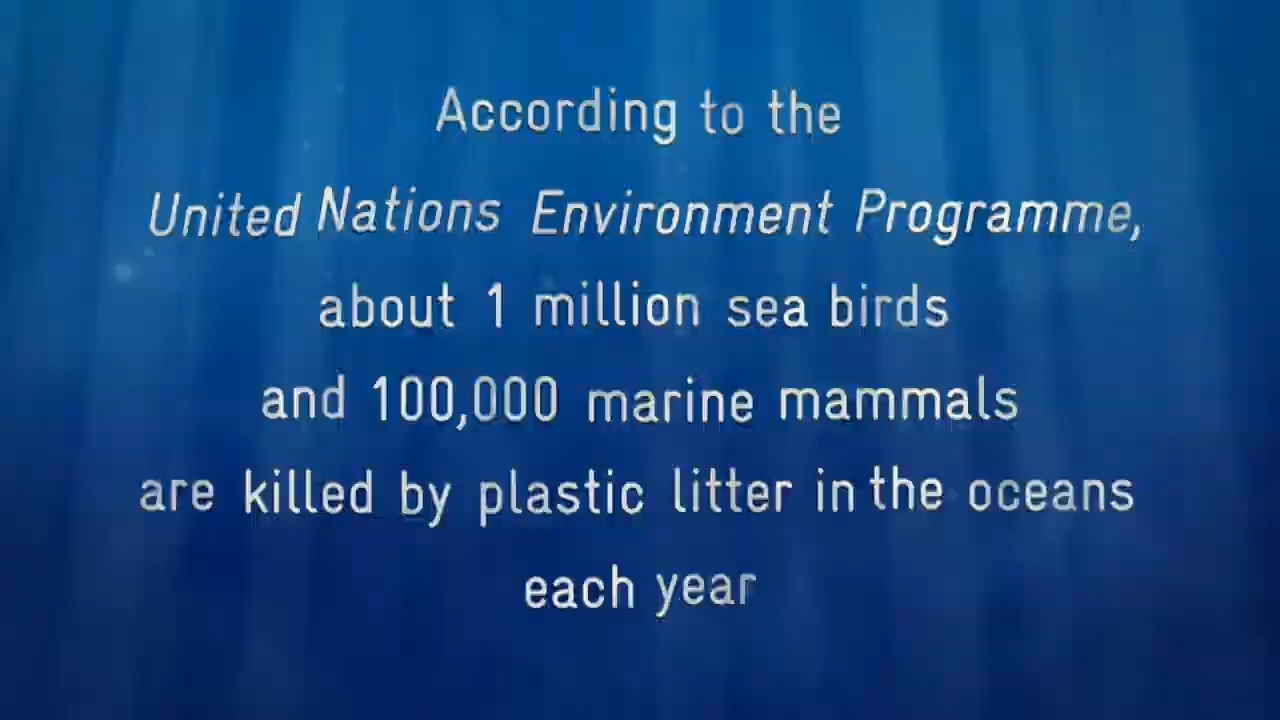 According to the
United Nations Environment Programme,
about 1 million sea birds
and 100,000 marine mammals
are killed by plastic litter in the oceans
each year